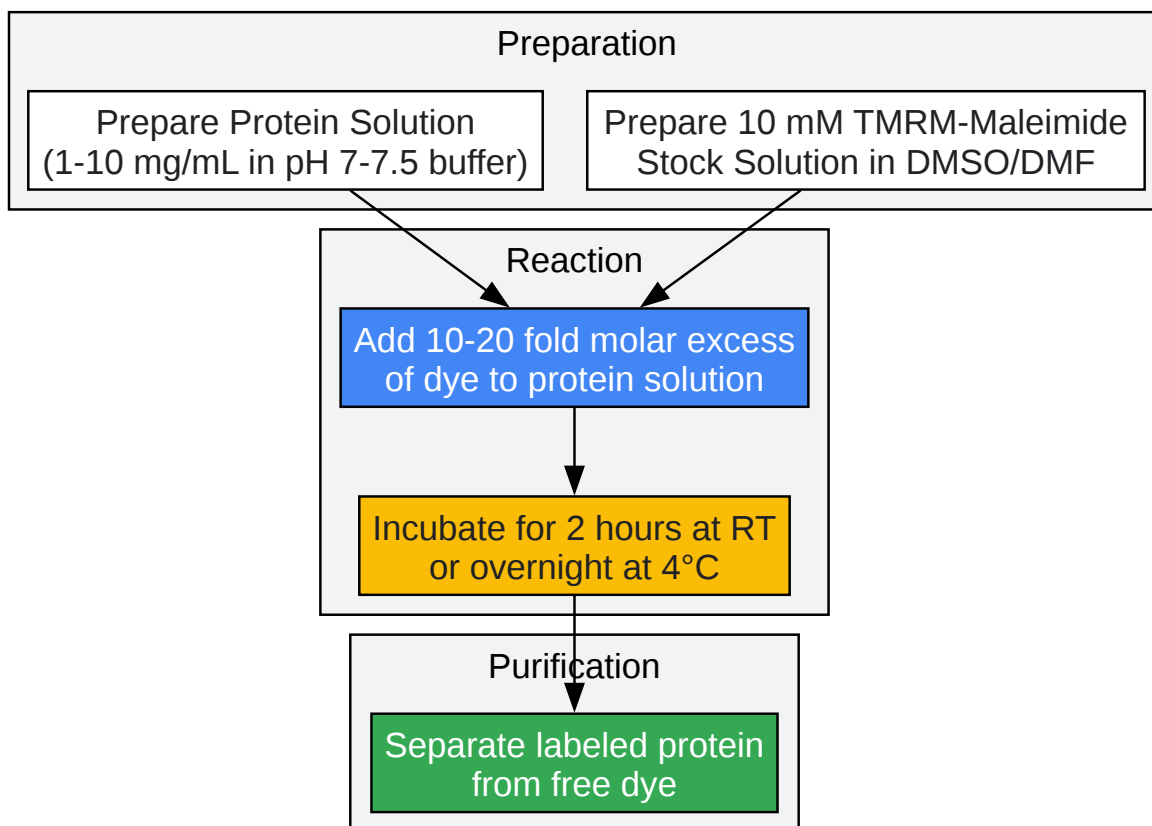 Preparation
Prepare Protein Solution
(1-10 mg/mL in pH 7-7.5 buffer)
Prepare 10 mM TMRM-Maleimide
Stock Solution in DMSO/DMF
Reaction
Add 10-20 fold molar excess
of dye to protein solution
Incubate for 2 hours at RT
or overnight at 4°C
Purification
Separate labeled protein
from free dye